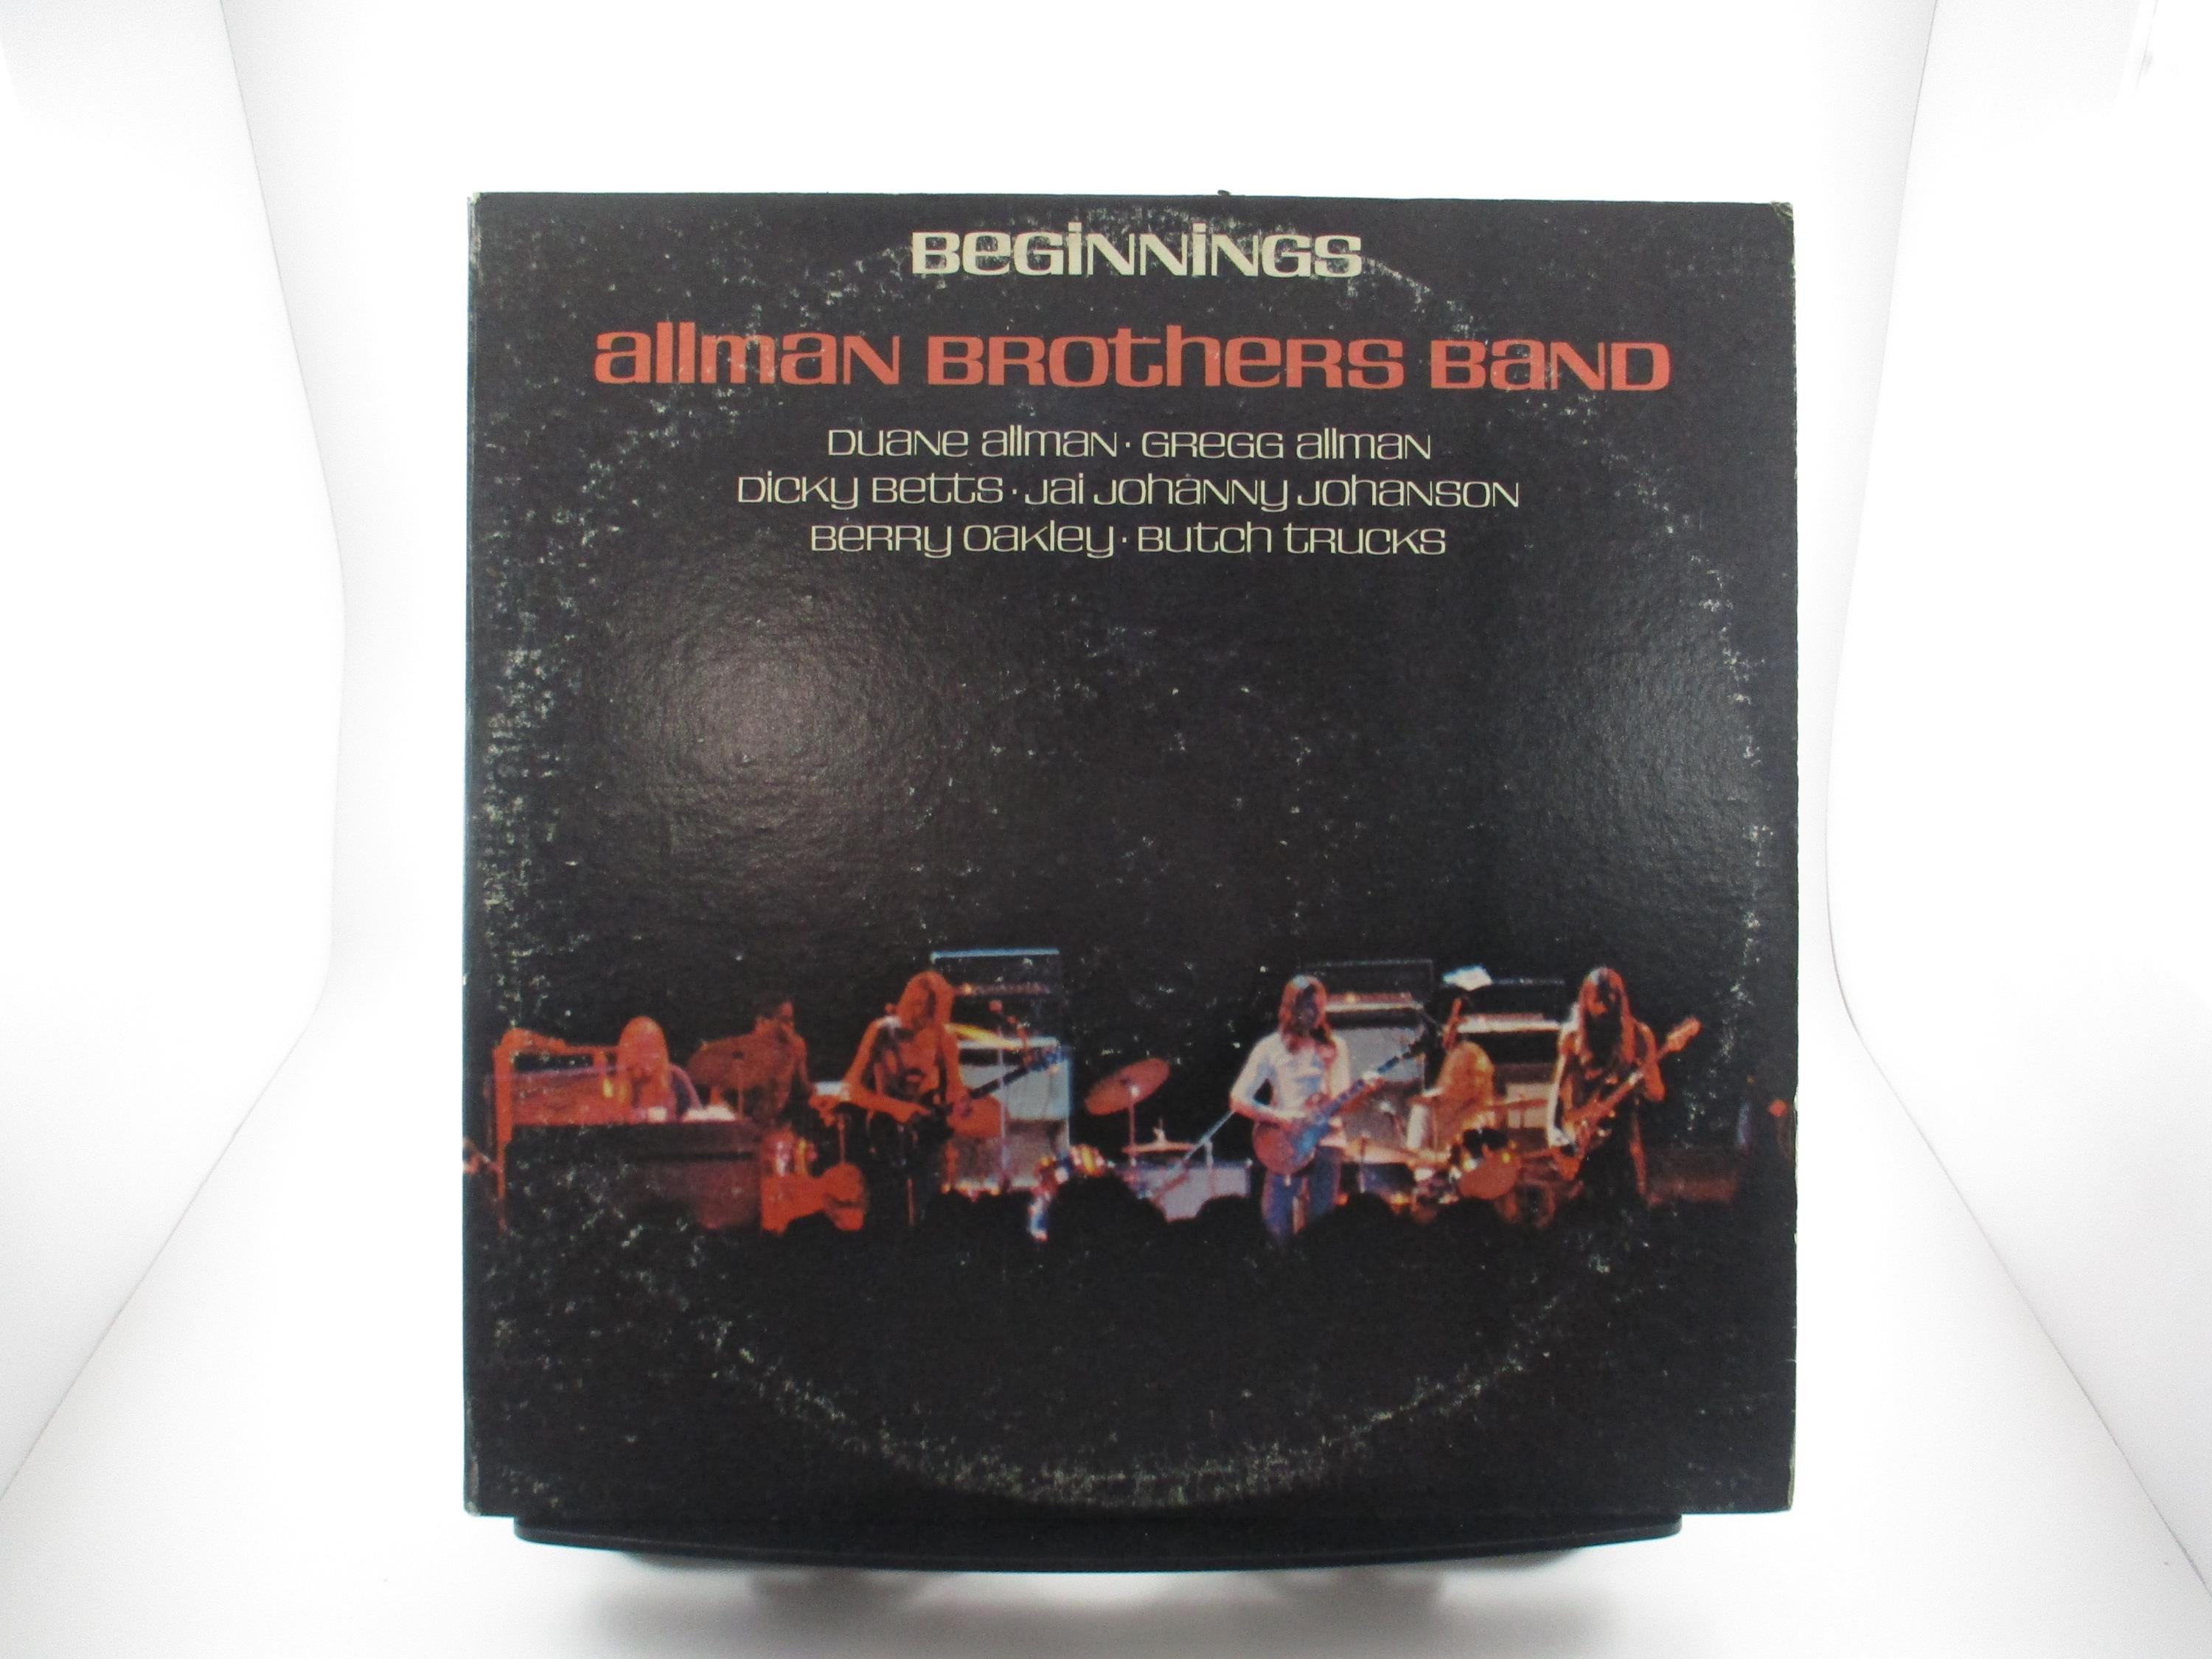 BeGiNNiNGS
allmaN BROtheRS BaND
DuaNe allmaN · GReGG allmaN
Dicky Betts · Jai JohaNNy JohaNSON
BeRRy Oakley · Butch tRucks